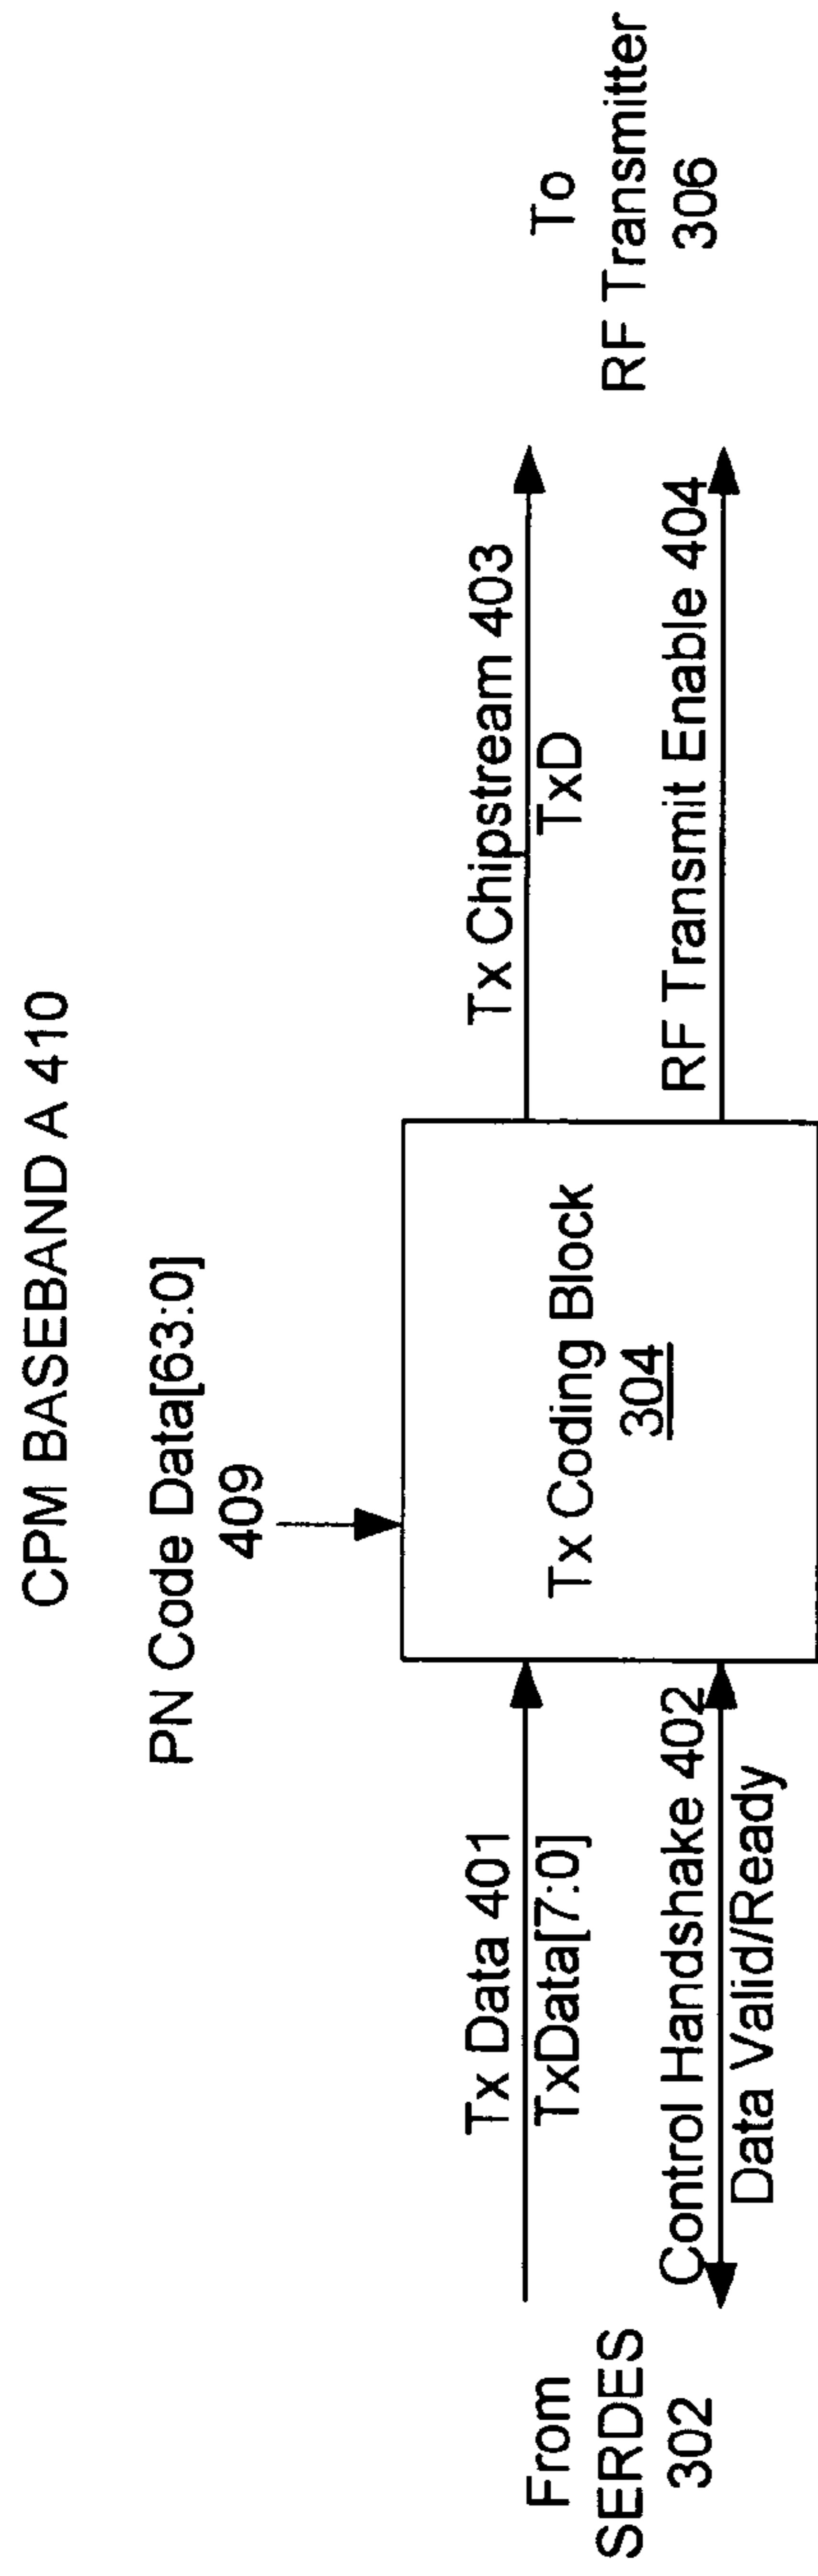 CPM BASEBAND A 410
PN Code Data[63:0]
409
From
SERDES
302
Tx Data 401
TxData[7:0]
Control Handshake 402
Data Valid/Ready
Tx Coding Block
304
Tx Chipstream 403
TxD
RF Transmit Enable 404
To
RF Transmitter
306